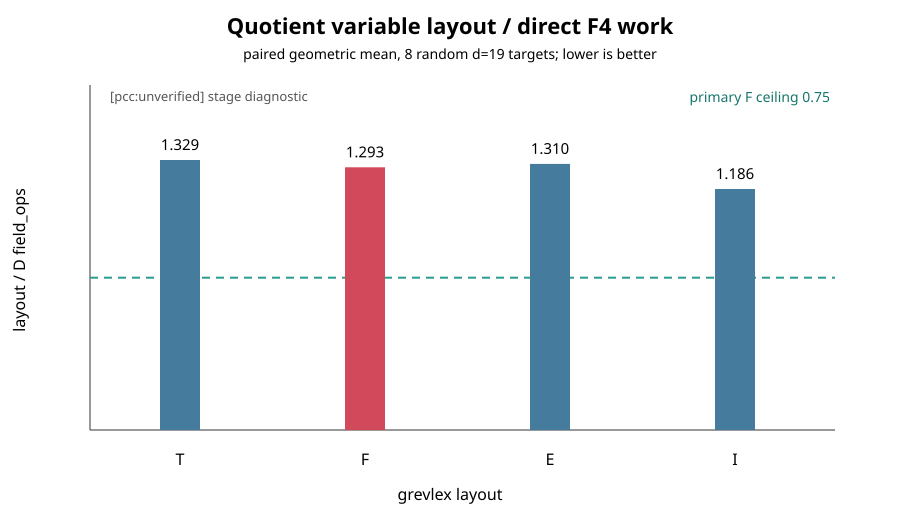 Quotient variable layout / direct F4 work
paired geometric mean, 8 random d=19 targets; lower is better
[pcc:unverified] stage diagnostic
primary F ceiling 0.75
1.329
1.293
1.310
1.186
layout / D field_ops
T
F
E
I
grevlex layout